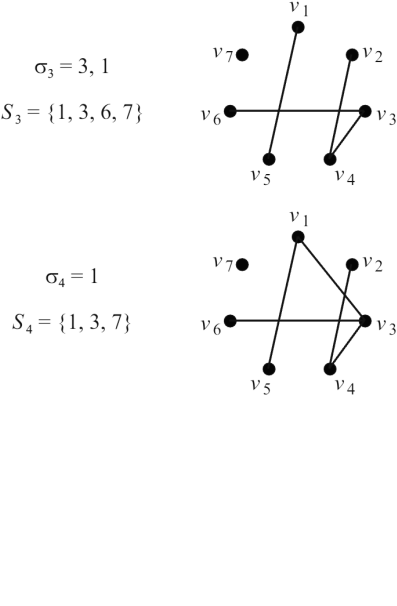 v₁
σ₃ = 3, 1
v₇
v₂
S₃ = {1, 3, 6, 7}
v₆
v₃
v₅
v₄
v₁
σ₄ = 1
v₇
v₂
S₄ = {1, 3, 7}
v₆
v₃
v₅
v₄